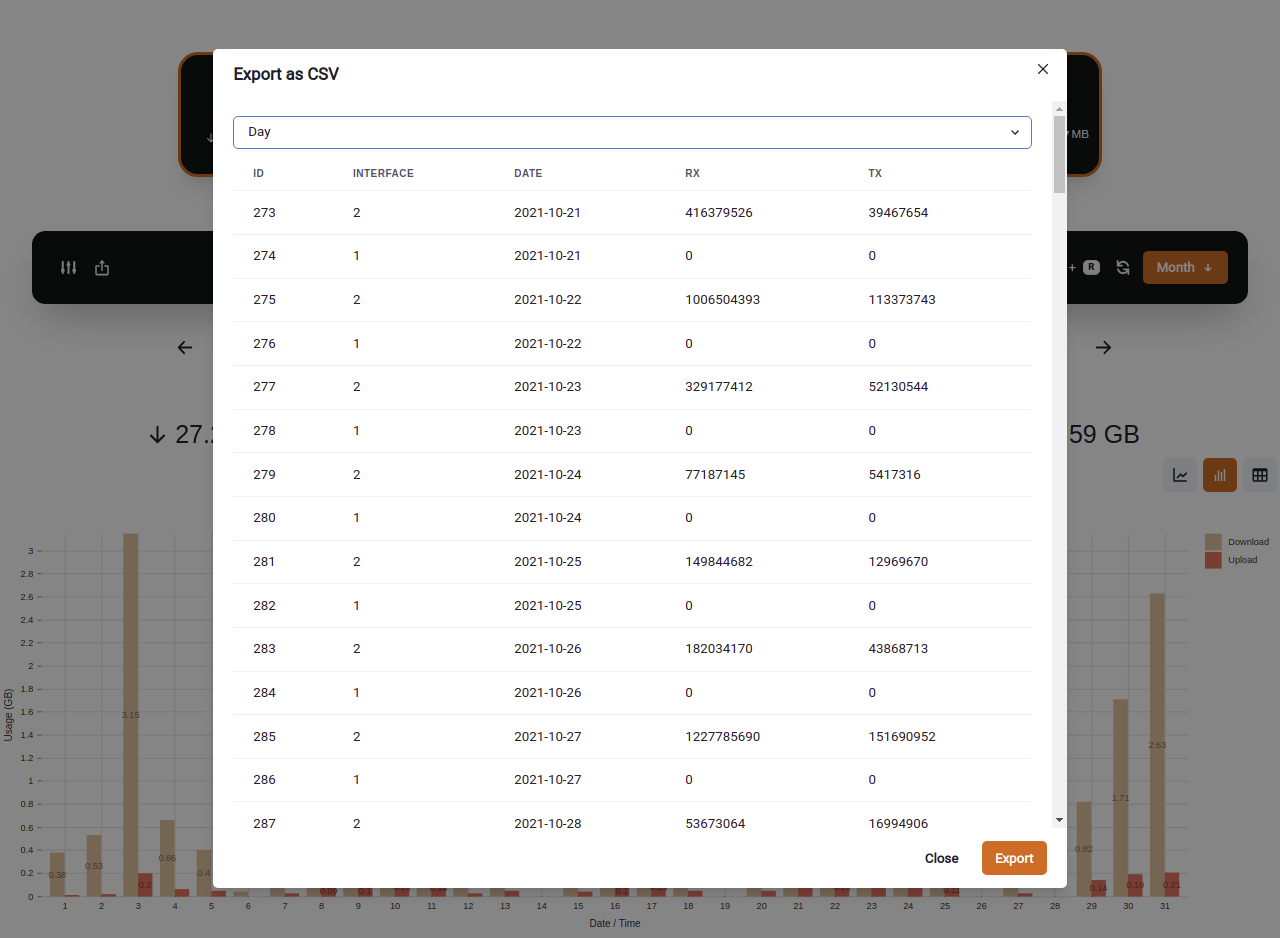 Export as CSV
Day
MB
ID INTERFACE DATE RX TX
273 2 2021-10-21 416379526 39467654
274 1 2021-10-21 0 0
+ R
Month
275 2 2021-10-22 1006504393 113373743
276 1 2021-10-22 0 0
277 2 2021-10-23 329177412 52130544
278 1 2021-10-23 0 0
27.
59 GB
279 2 2021-10-24 77187145 5417316
280 1 2021-10-24 0 0
281 2 2021-10-25 149844682 12969670
282 1 2021-10-25 0 0
283 2 2021-10-26 182034170 43868713
284 1 2021-10-26 0 0
285 2 2021-10-27 1227785690 151690952
286 1 2021-10-27 0 0
287 2 2021-10-28 53673064 16994906
Close Export
Download
Upload
Usage (GB)
3
2.8
2.6
2.4
2.2
2
1.8
1.6
1.4
1.2
1
0.8
0.6
0.4
0.2
0
0.38 0.53 3.15 0.2 0.66 0.4
0.82 0.14 1.71 0.19 2.63 0.21
1 2 3 4 5 6 7 8 9 10 11 12 13 14 15 16 17 18 19 20 21 22 23 24 25 26 27 28 29 30 31
Date / Time